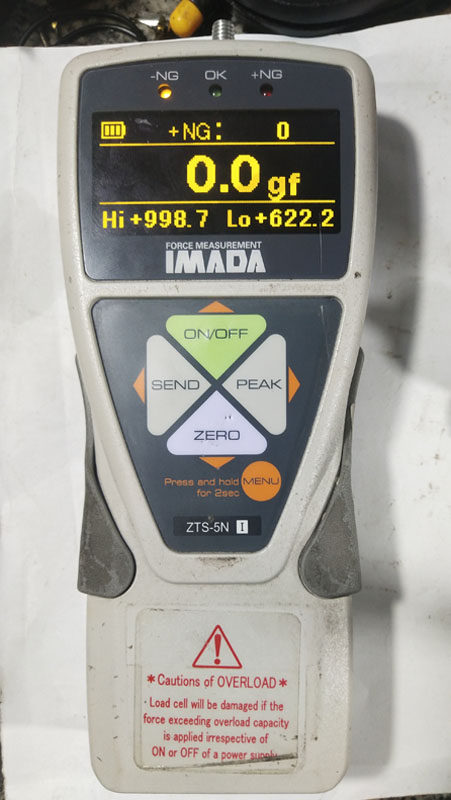 -NG OK +NG
+NG: 0
0.0 gf
Hi +998.7 Lo +622.2
FORCE MEASUREMENT
IMADA
ON/OFF
SEND PEAK
ZERO
Press and hold MENU
for 2sec
ZTS-5N I
*Cautions of OVERLOAD*
・Load cell will be damaged if the
force exceeding overload capacity
is applied irrespective of
ON or OFF of a power supply.